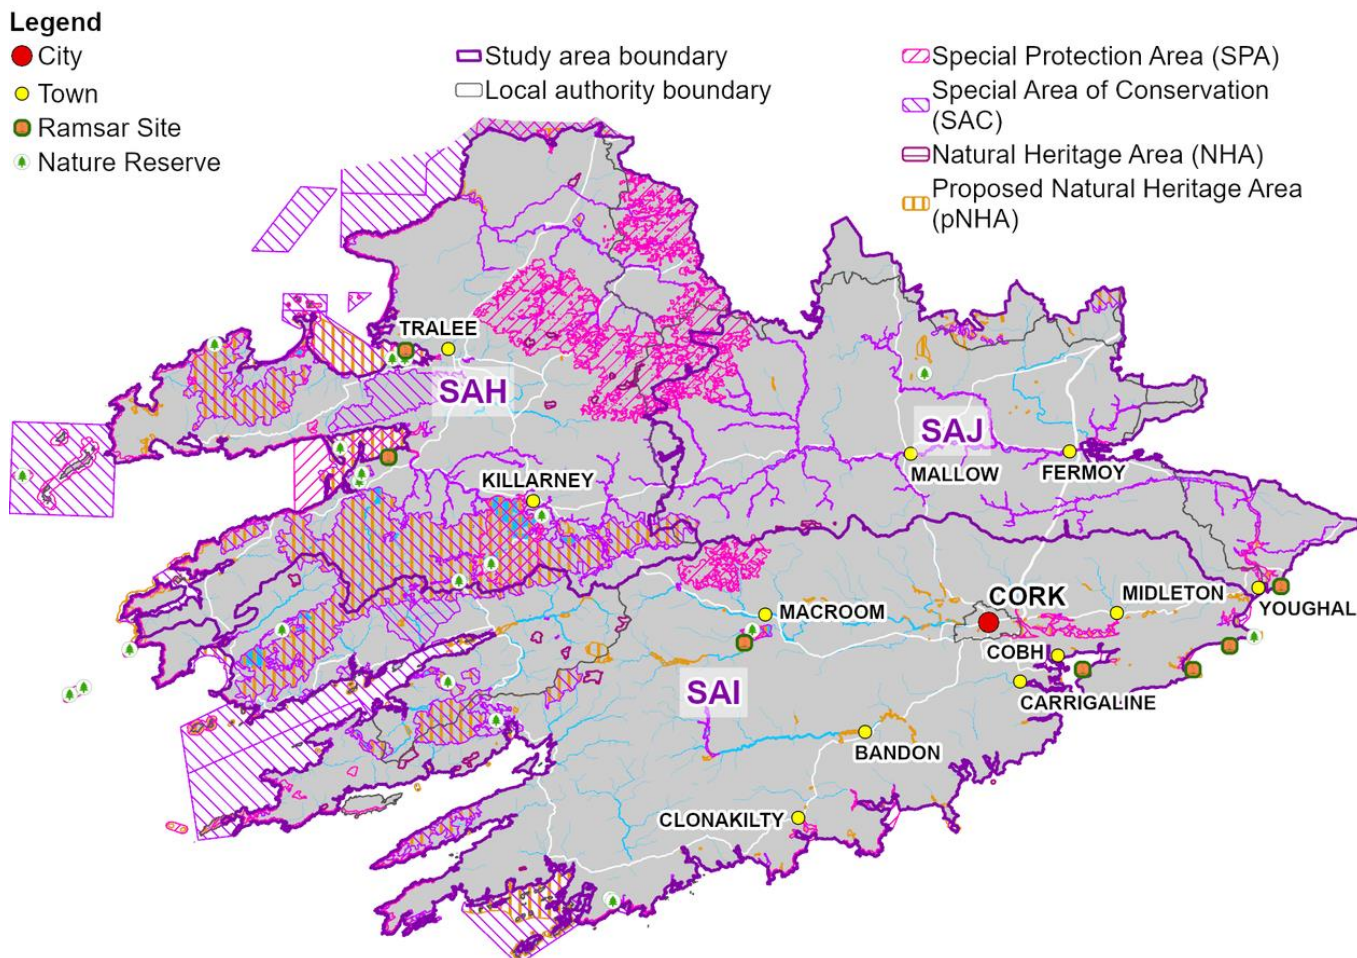 Legend
City
Town
Ramsar Site
Nature Reserve
Study area boundary
Local authority boundary
Special Protection Area (SPA)
Special Area of Conservation
(SAC)
Natural Heritage Area (NHA)
Proposed Natural Heritage Area
(pNHA)
TRALEE
SAH
SAJ
MALLOW
FERMOY
KILLARNEY
MACROOM
CORK
MIDLETON
YOUGHAL
COBH
SAI
CARRIGALINE
BANDON
CLONAKILTY